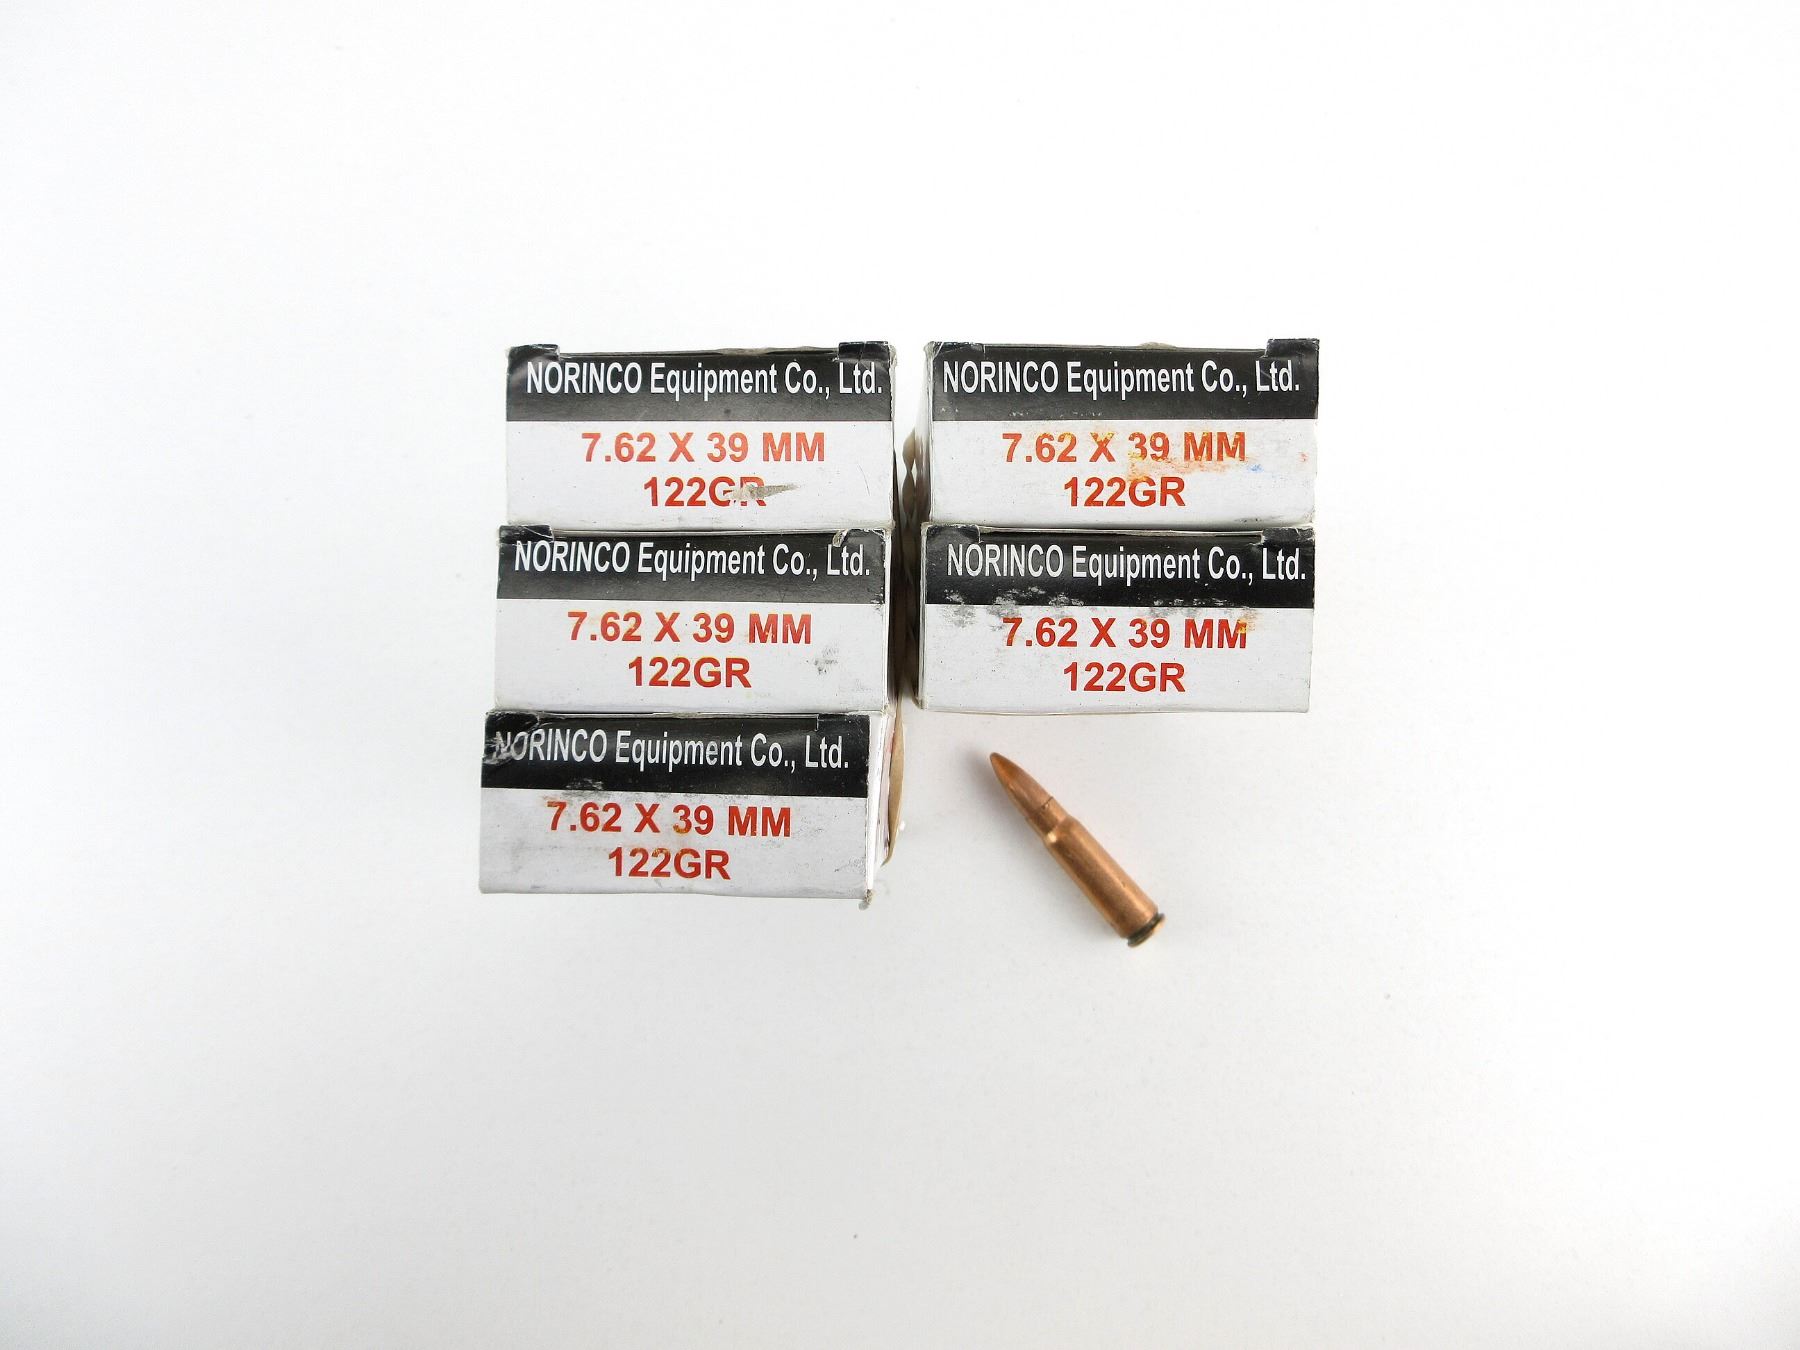 NORINCO Equipment Co., Ltd.
7.62 X 39 MM
122GR
NORINCO Equipment Co., Ltd.
7.62 X 39 MM
122GR
NORINCO Equipment Co., Ltd.
7.62 X 39 MM
122GR
NORINCO Equipment Co., Ltd.
7.62 X 39 MM
122GR
NORINCO Equipment Co., Ltd.
7.62 X 39 MM
122GR